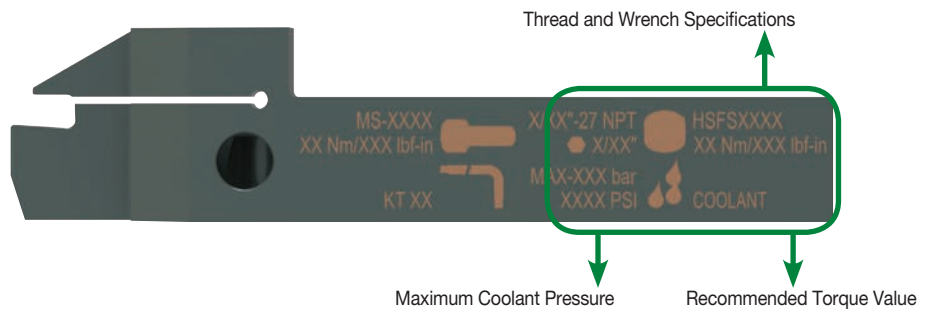 Thread and Wrench Specifications
MS-XXXX
XX Nm/XXX lbf-in
KT XX
X/XX"-27 NPT
X/XX"
HSFSXXXX
XX Nm/XXX lbf-in
MAX-XXX bar
XXXX PSI
COOLANT
Maximum Coolant Pressure
Recommended Torque Value